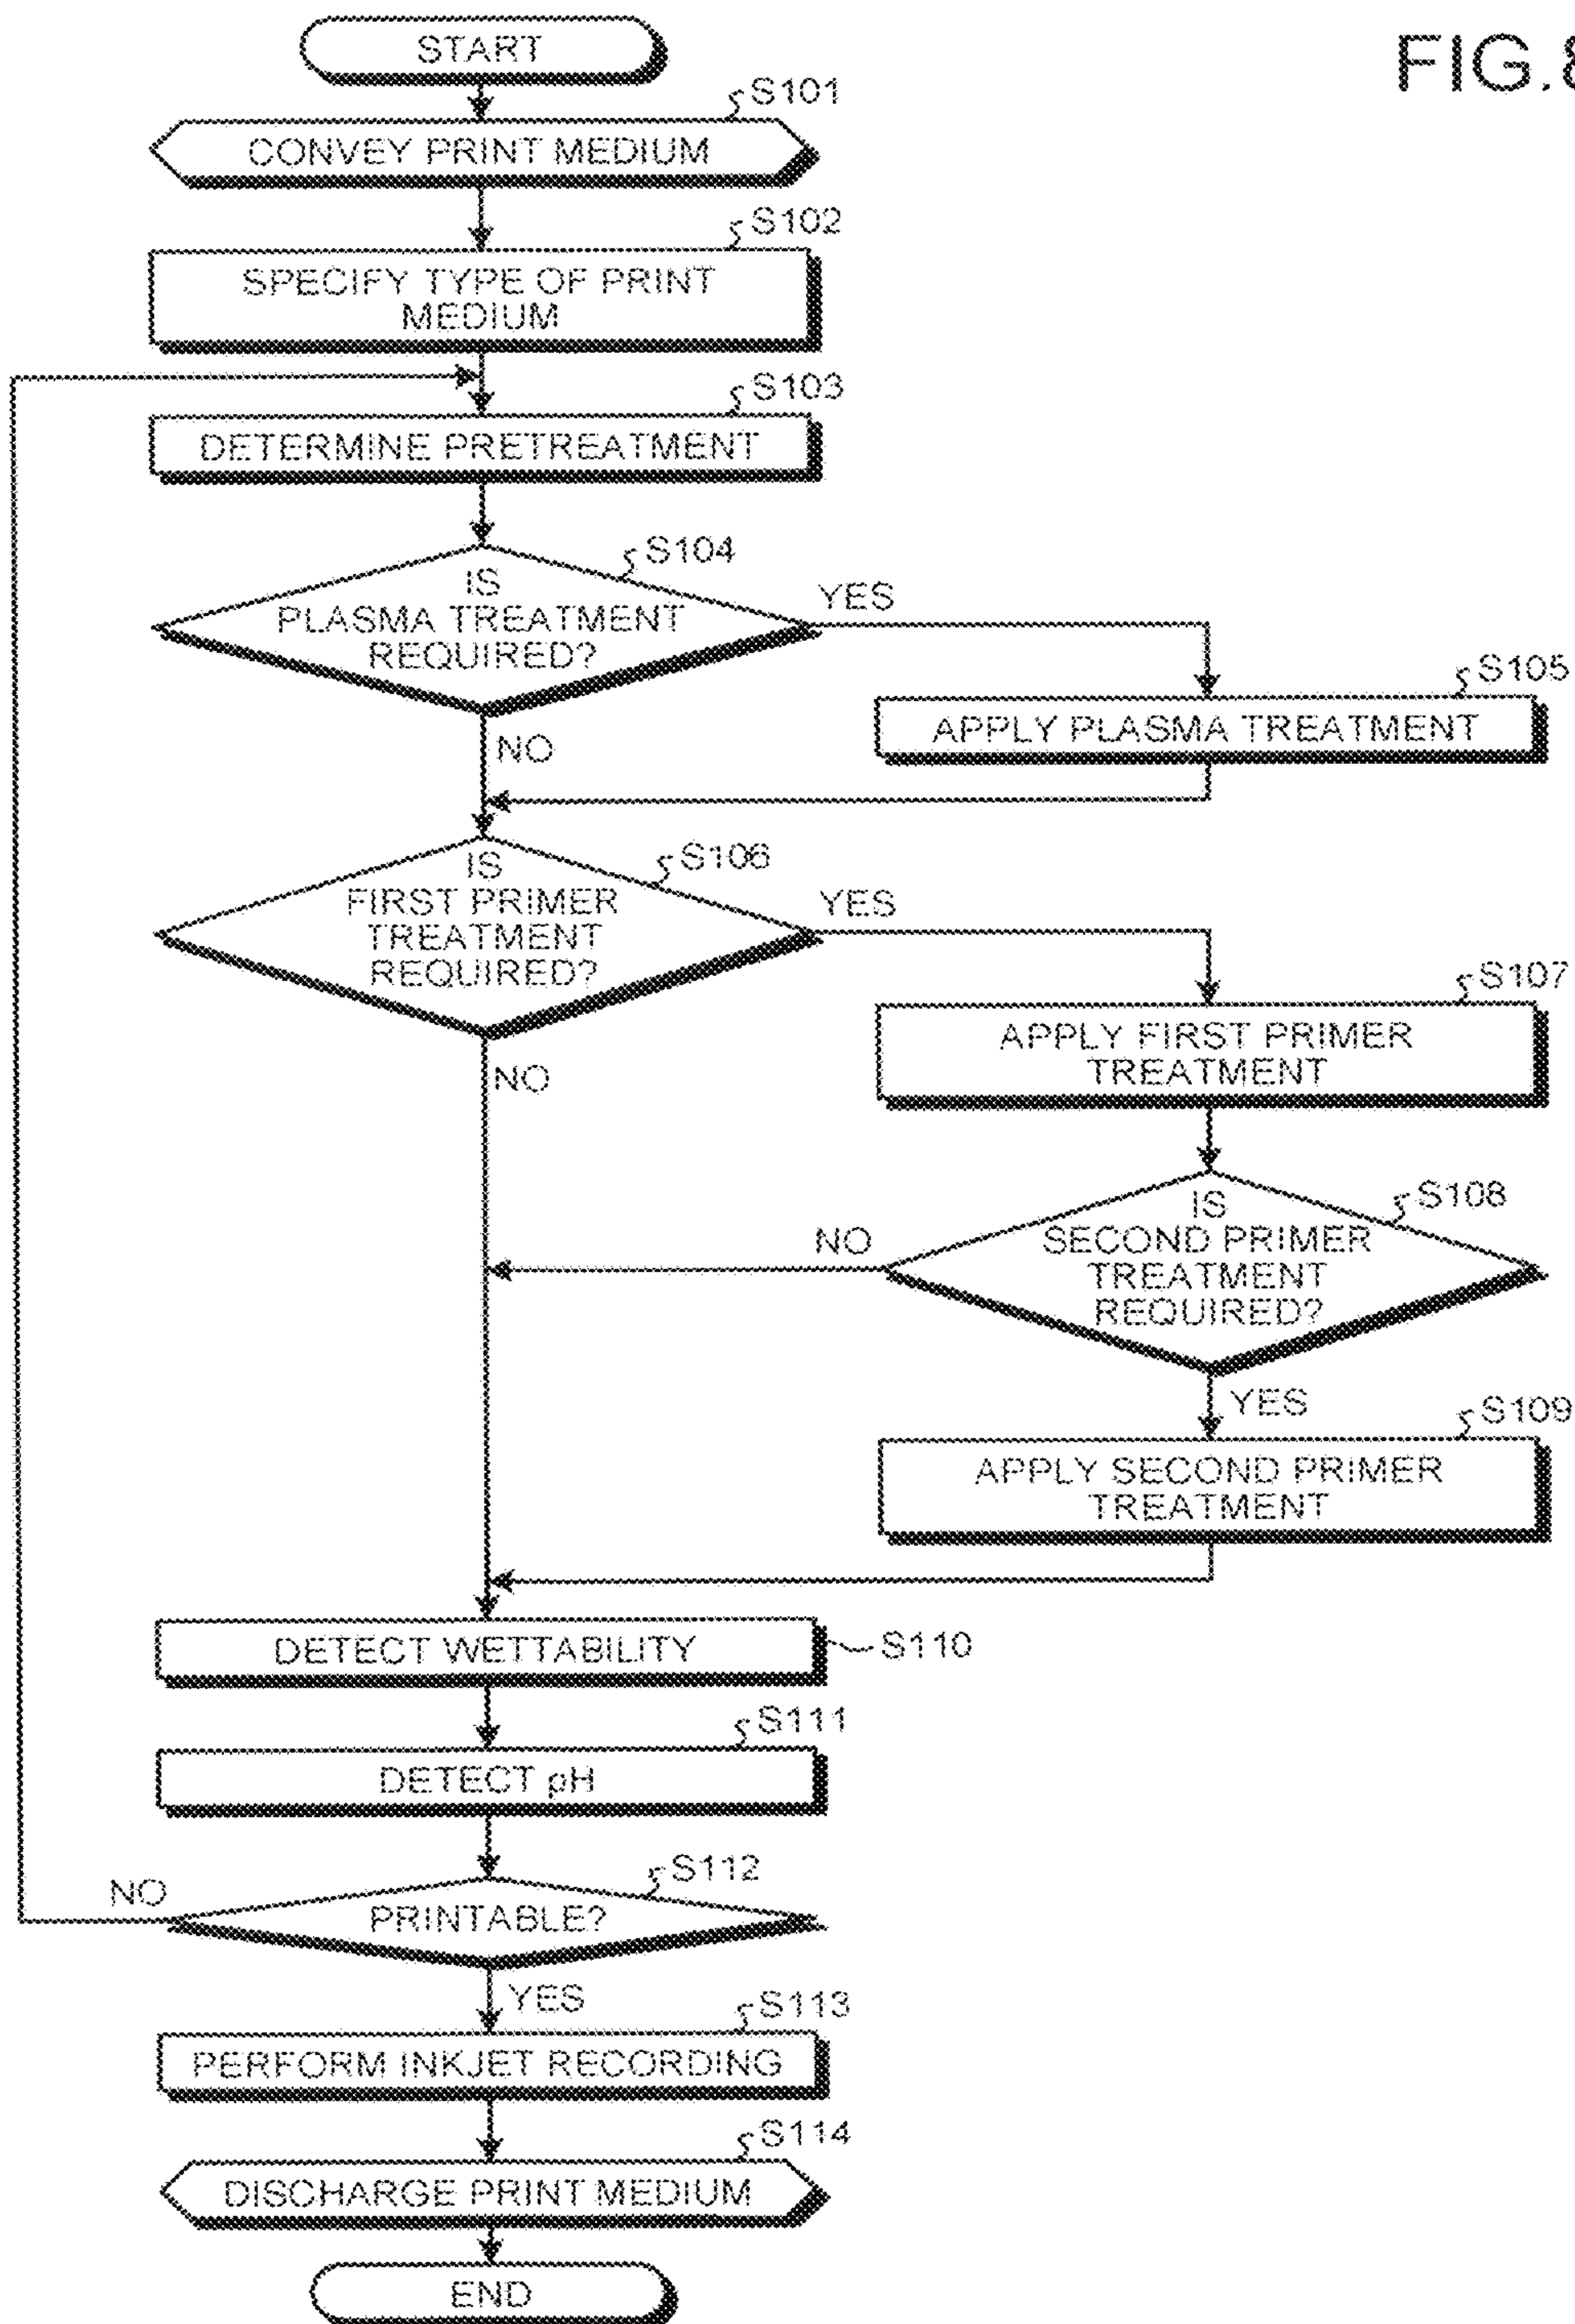 FIG.8
START
S101
CONVEY PRINT MEDIUM
S102
SPECIFY TYPE OF PRINT
MEDIUM
S103
DETERMINE PRETREATMENT
S104
IS
PLASMA TREATMENT
REQUIRED?
YES
NO
S105
APPLY PLASMA TREATMENT
S106
IS
FIRST PRIMER
TREATMENT
REQUIRED?
YES
NO
S107
APPLY FIRST PRIMER
TREATMENT
S108
IS
SECOND PRIMER
TREATMENT
REQUIRED?
NO
YES
S109
APPLY SECOND PRIMER
TREATMENT
DETECT WETTABILITY
S110
S111
DETECT pH
S112
PRINTABLE?
NO
YES
S113
PERFORM INKJET RECORDING
S114
DISCHARGE PRINT MEDIUM
END